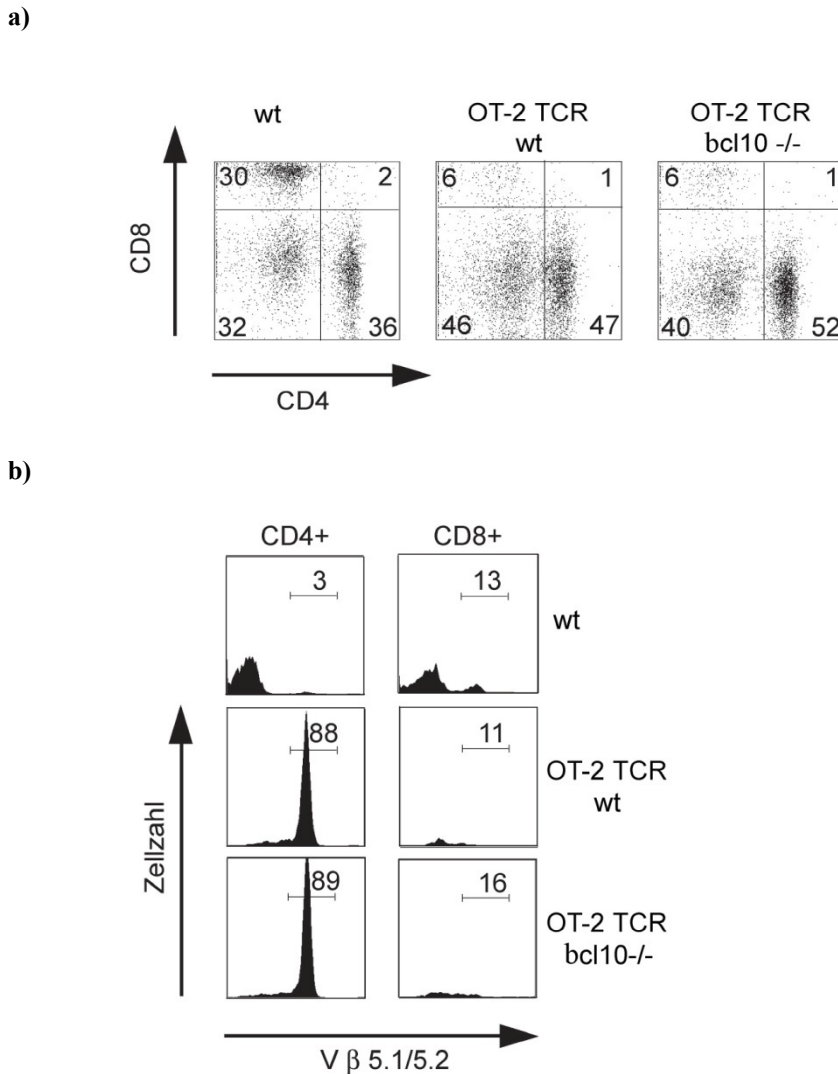 a)
wt
OT-2 TCR
wt
OT-2 TCR
bcl10 -/-
CD8
30
2
32
36
6
1
46
47
6
1
40
52
CD4
b)
CD4+
CD8+
3
13
wt
88
11
OT-2 TCR
wt
89
16
OT-2 TCR
bcl10-/-
Zellzahl
V β 5.1/5.2